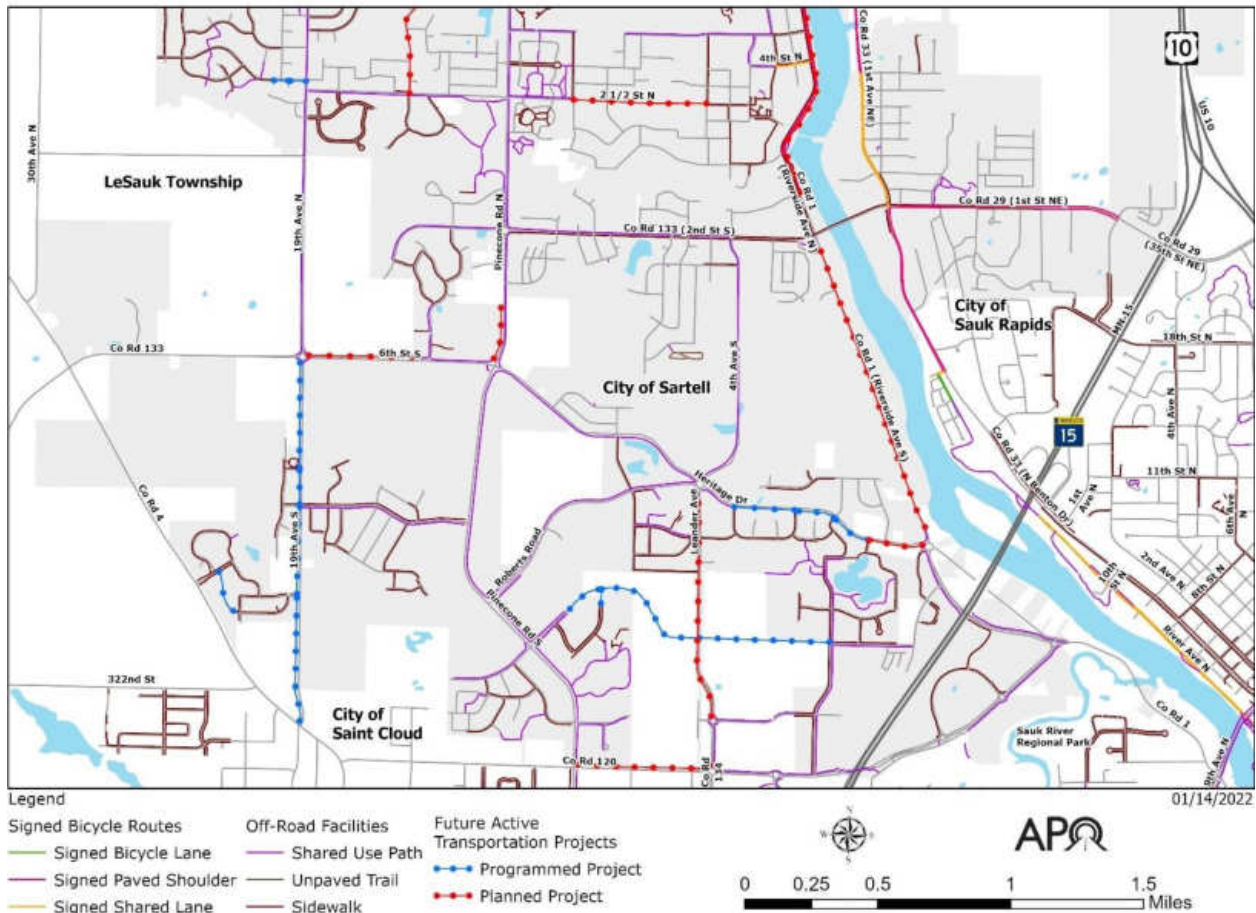 4th St N
Co Rd 33 (1st Ave NE)
10
US 10
2 1/2 St N
30th Ave N
LeSauk Township
19th Ave N
Pinecone Rd N
Co Rd 1
(Riverside Ave N)
Co Rd 29 (1st St NE)
Co Rd 133 (2nd St S)
Co Rd 29
(35th St NE)
City of
Sauk Rapids
MN-15
18th St N
Co Rd 133
6th St S
City of Sartell
4th Ave S
Co Rd 1 (Riverside Ave S)
4th Ave N
15
Co Rd 33 (N Benton Dr)
1st
Ave N
11th St N
6th Ave
N
Co Rd 4
Heritage Dr
Leander Ave
19th Ave S
Roberts Road
10th
St N
2nd Ave N
8th St N
Pinecone Rd S
River Ave N
322nd St
City of
Saint Cloud
Sauk River
Regional Park
Co Rd 1
9th Ave N
Co Rd 120
Co Rd
134
01/14/2022
Legend
Signed Bicycle Routes
Signed Bicycle Lane
Signed Paved Shoulder
Signed Shared Lane
Off-Road Facilities
Shared Use Path
Unpaved Trail
Sidewalk
Future Active
Transportation Projects
Programmed Project
Planned Project
N
W
E
S
APO
0 0.25 0.5 1 1.5
Miles